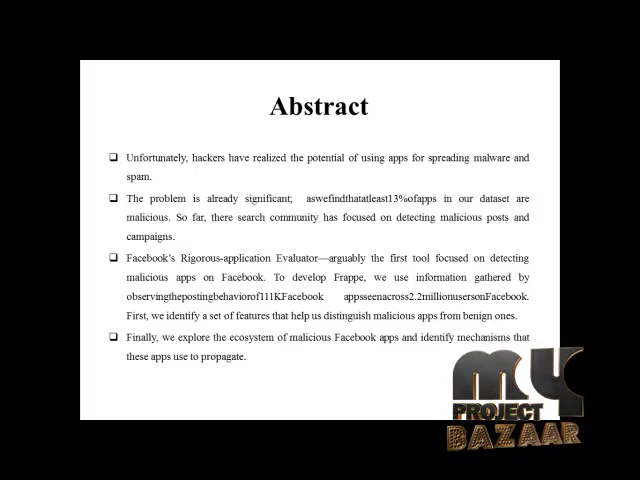 Abstract
❑ Unfortunately, hackers have realized the potential of using apps for spreading malware and
spam.
❑ The problem is already significant; aswefindthatatleast13%ofapps in our dataset are
malicious. So far, there search community has focused on detecting malicious posts and
campaigns.
❑ Facebook's Rigorous-application Evaluator—arguably the first tool focused on detecting
malicious apps on Facebook. To develop Frappe, we use information gathered by
observingthepostingbehaviorof111KFacebook appsseenacross2.2millionusersonFacebook.
First, we identify a set of features that help us distinguish malicious apps from benign ones.
❑ Finally, we explore the ecosystem of malicious Facebook apps and identify mechanisms that
these apps use to propagate.
my
PROJECT
BAZAAR